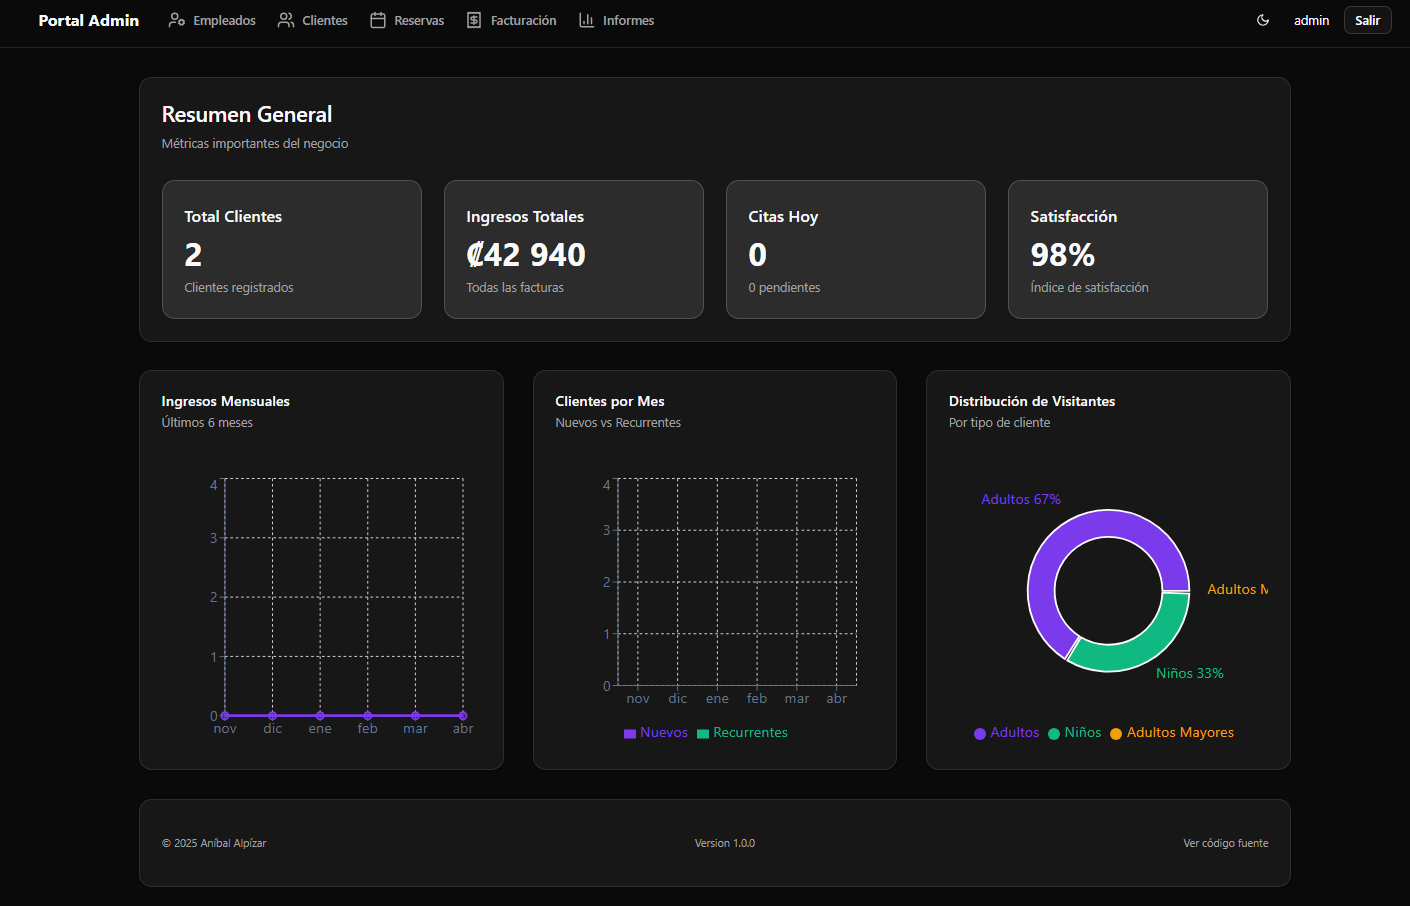 Portal Admin Empleados Clientes Reservas Facturación Informes admin Salir
Resumen General
Métricas importantes del negocio
Total Clientes
2
Clientes registrados
Ingresos Totales
₡42 940
Todas las facturas
Citas Hoy
0
0 pendientes
Satisfacción
98%
Índice de satisfacción
Ingresos Mensuales
Últimos 6 meses
4
3
2
1
0
nov dic ene feb mar abr
Clientes por Mes
Nuevos vs Recurrentes
4
3
2
1
0
nov dic ene feb mar abr
Nuevos Recurrentes
Distribución de Visitantes
Por tipo de cliente
Adultos 67%
Adultos M
Niños 33%
Adultos Niños Adultos Mayores
© 2025 Aníbal Alpízar
Version 1.0.0
Ver código fuente